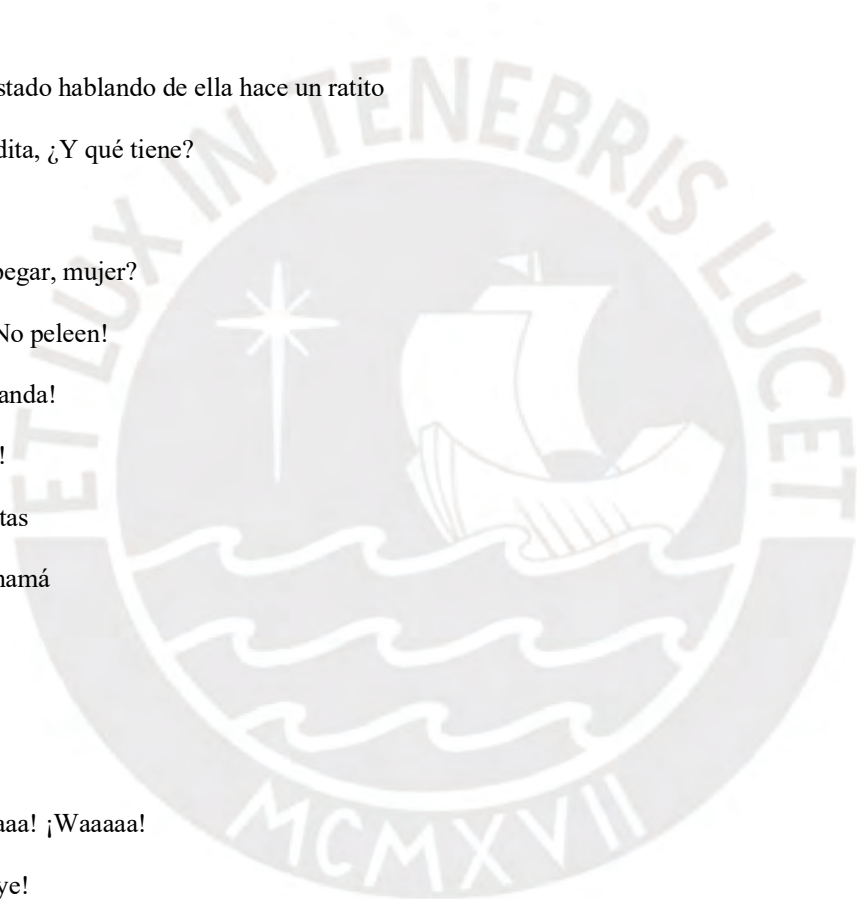 stado hablando de ella hace un ratito
dita, ¿Y qué tiene?
pegar, mujer?
No peleen!
anda!
!
tas
mamá
aaa! ¡Waaaaa!
ye!
ET LUX IN TENEBRIS LUCET
MCMXVII